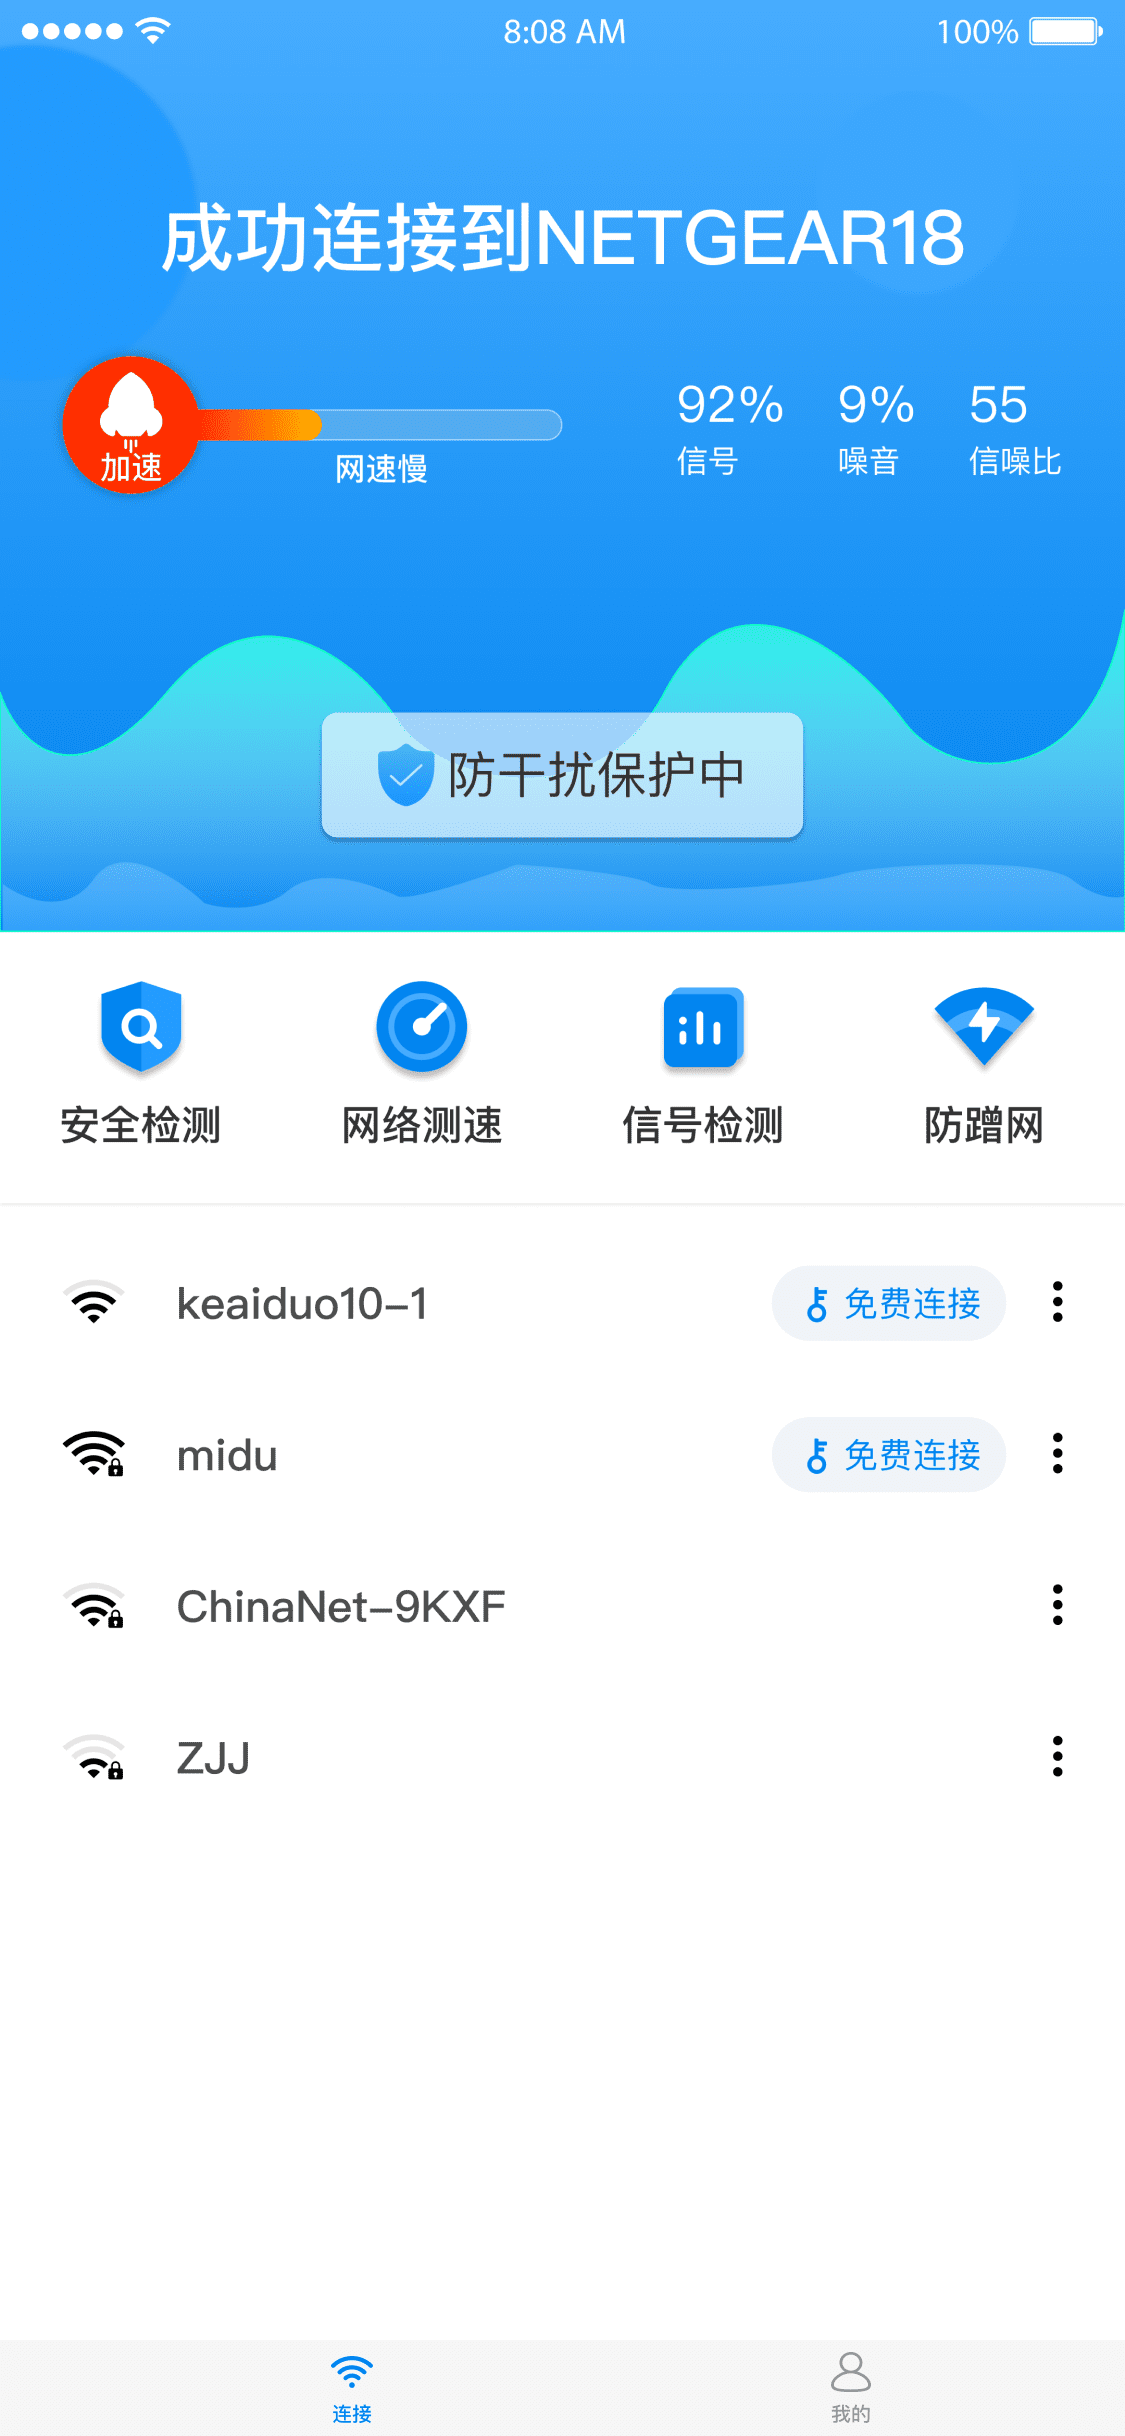 8:08 AM
100%
成功连接到NETGEAR18
加速
网速慢
92%
9%
55
信号
噪音
信噪比
防干扰保护中
安全检测
网络测速
信号检测
防蹭网
keaiduo10-1
免费连接
midu
免费连接
ChinaNet-9KXF
ZJJ
连接
我的